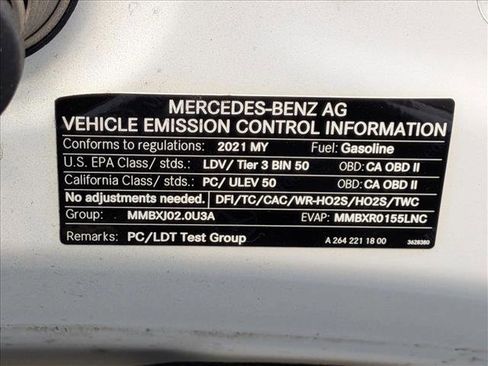 MERCEDES-BENZ AG
VEHICLE EMISSION CONTROL INFORMATION
Conforms to regulations: 2021 MY Fuel: Gasoline
U.S. EPA Class/ stds.: LDV/ Tier 3 BIN 50 OBD: CA OBD II
California Class/ stds.: PC/ ULEV 50 OBD: CA OBD II
No adjustments needed. DFI/TC/CAC/WR-HO2S/HO2S/TWC
Group: MMBXJ02.0U3A EVAP: MMBXR0155LNC
Remarks: PC/LDT Test Group A 264 221 18 00 3628380